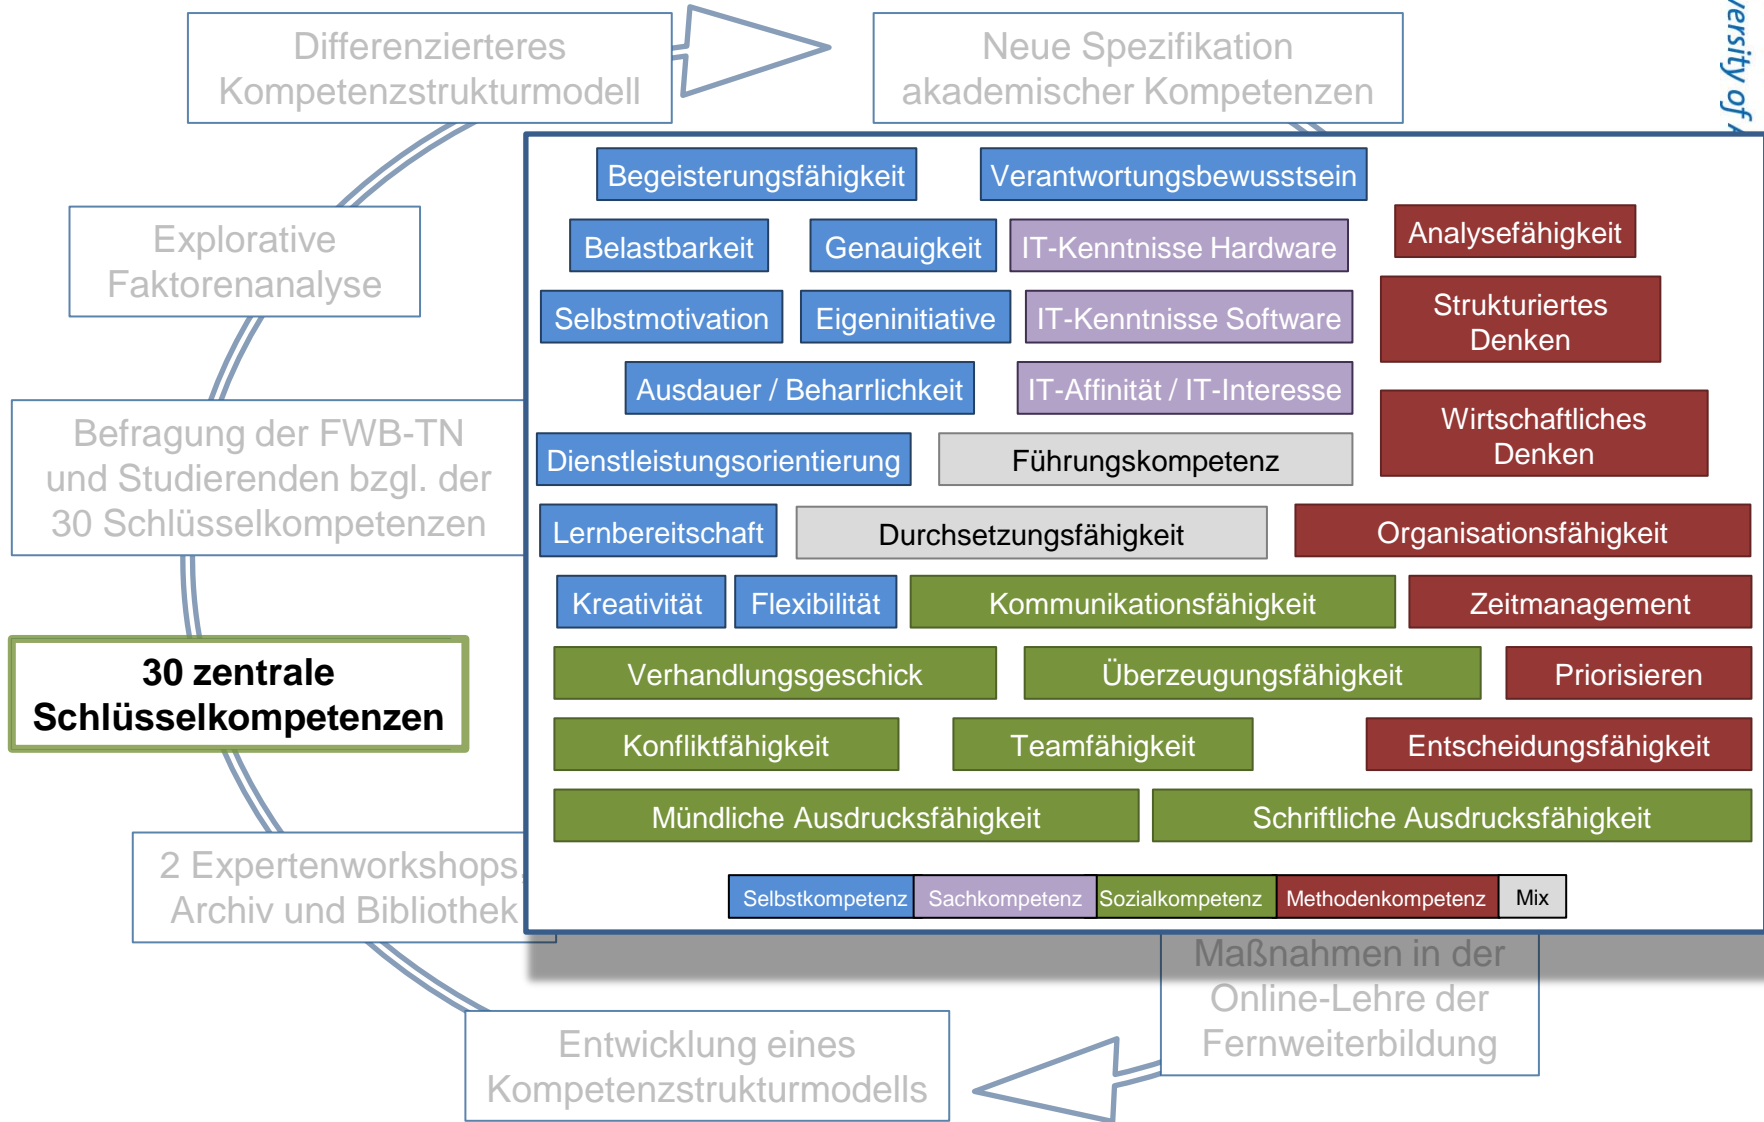 Differenzierteres
Kompetenzstrukturmodell
Neue Spezifikation
akademischer Kompetenzen
versity of
Explorative
Faktorenanalyse
Befragung der FWB-TN
und Studierenden bzgl. der
30 Schlüsselkompetenzen
30 zentrale
Schlüsselkompetenzen
2 Expertenworkshops,
Archiv und Bibliothek
Entwicklung eines
Kompetenzstrukturmodells
Maßnahmen in der
Online-Lehre der
Fernweiterbildung
Begeisterungsfähigkeit
Verantwortungsbewusstsein
Belastbarkeit
Genauigkeit
IT-Kenntnisse Hardware
Analysefähigkeit
Selbstmotivation
Eigeninitiative
IT-Kenntnisse Software
Strukturiertes
Denken
Ausdauer / Beharrlichkeit
IT-Affinität / IT-Interesse
Wirtschaftliches
Denken
Dienstleistungsorientierung
Führungskompetenz
Lernbereitschaft
Durchsetzungsfähigkeit
Organisationsfähigkeit
Kreativität
Flexibilität
Kommunikationsfähigkeit
Zeitmanagement
Verhandlungsgeschick
Überzeugungsfähigkeit
Priorisieren
Konfliktfähigkeit
Teamfähigkeit
Entscheidungsfähigkeit
Mündliche Ausdrucksfähigkeit
Schriftliche Ausdrucksfähigkeit
Selbstkompetenz
Sachkompetenz
Sozialkompetenz
Methodenkompetenz
Mix